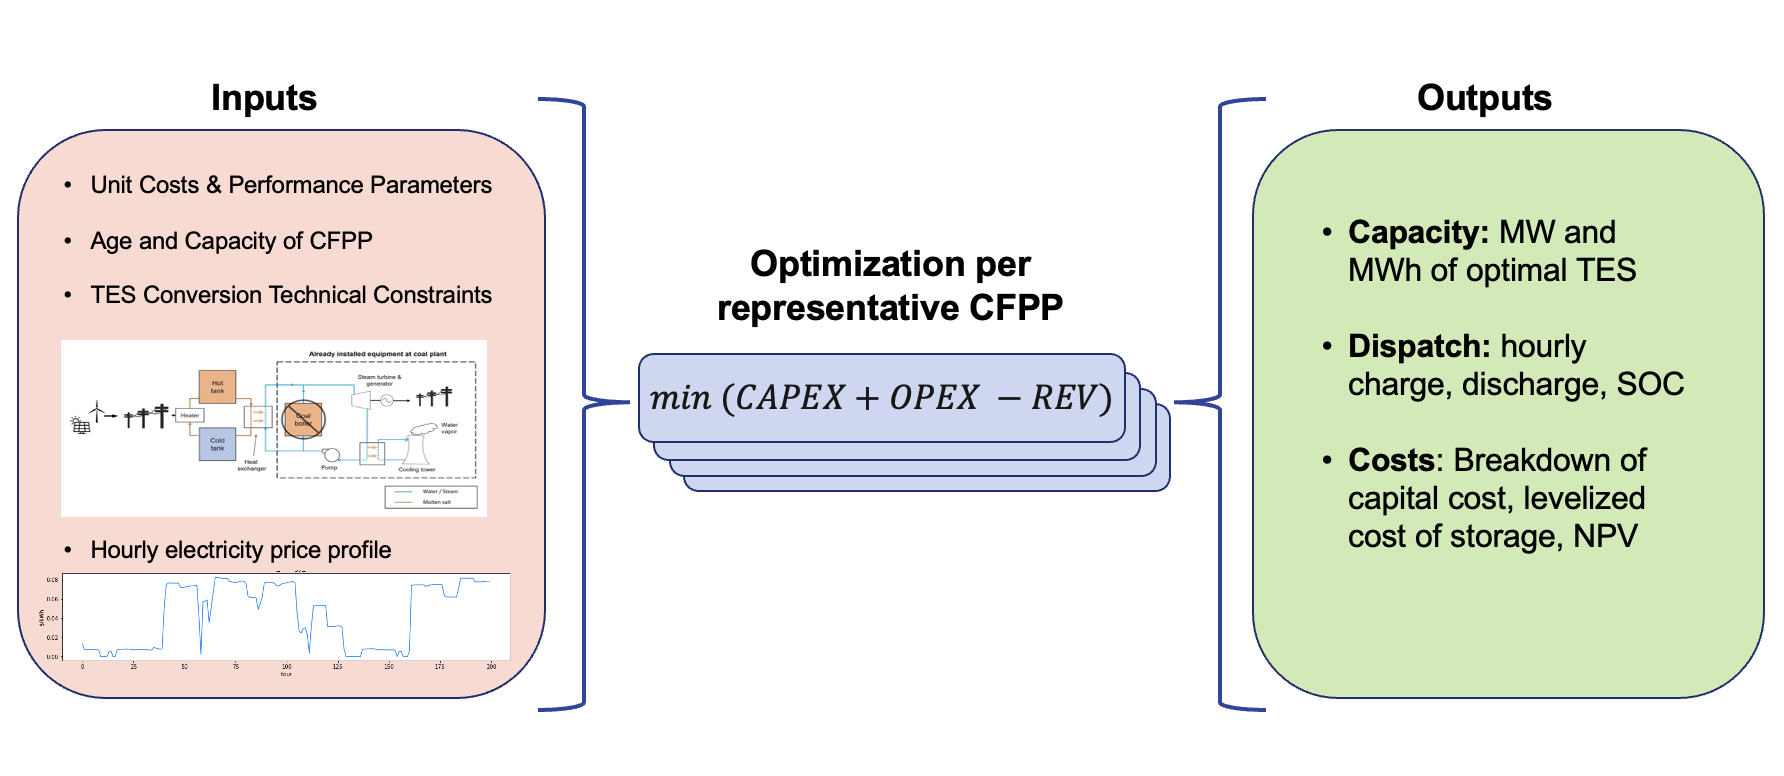 Inputs
• Unit Costs & Performance Parameters
• Age and Capacity of CFPP
• TES Conversion Technical Constraints
Already installed equipment at coal plant
Hot
tank
Heater
Cold
tank
Heat
exchanger
Coal
boiler
Steam turbine &
generator
Pump
Water
vapor
Cooling tower
Water / Steam
Molten salt
• Hourly electricity price profile
0.08
0.06
0.04
0.02
0.00
$/kWh
0 25 50 75 100 125 150 175 200
hour
Optimization per
representative CFPP
min (CAPEX + OPEX − REV)
Outputs
• Capacity: MW and
MWh of optimal TES
• Dispatch: hourly
charge, discharge, SOC
• Costs: Breakdown of
capital cost, levelized
cost of storage, NPV